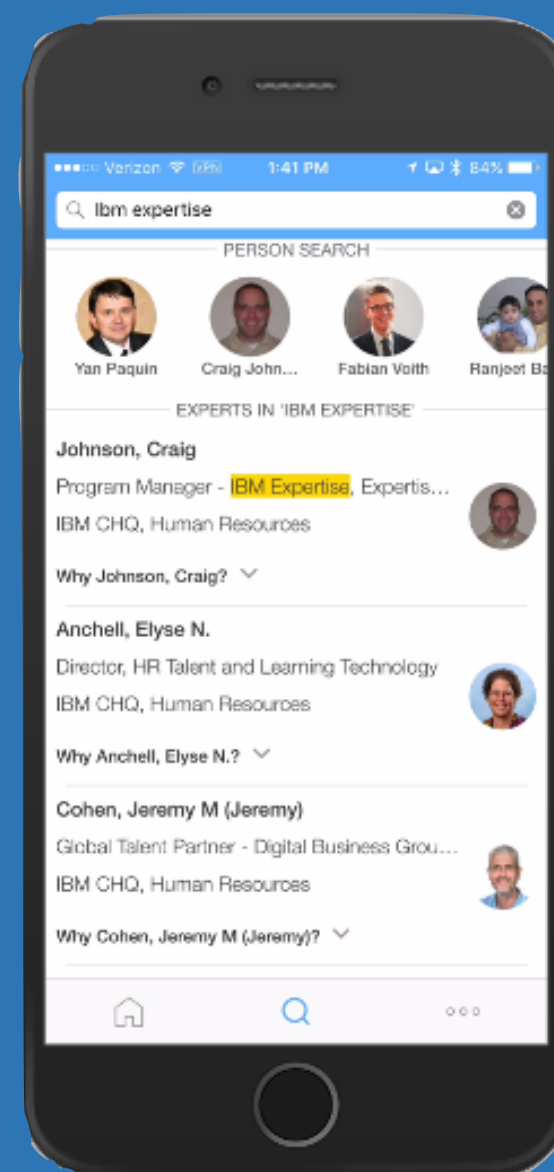 Verizon VPN 1:41 PM 84%
Ibm expertise
PERSON SEARCH
Yan Paquin Craig John... Fabian Voith Ranjeet Ba
EXPERTS IN 'IBM EXPERTISE'
Johnson, Craig
Program Manager - IBM Expertise, Expertis...
IBM CHQ, Human Resources
Why Johnson, Craig?
Anchell, Elyse N.
Director, HR Talent and Learning Technology
IBM CHQ, Human Resources
Why Anchell, Elyse N.?
Cohen, Jeremy M (Jeremy)
Global Talent Partner - Digital Business Grou...
IBM CHQ, Human Resources
Why Cohen, Jeremy M (Jeremy)?